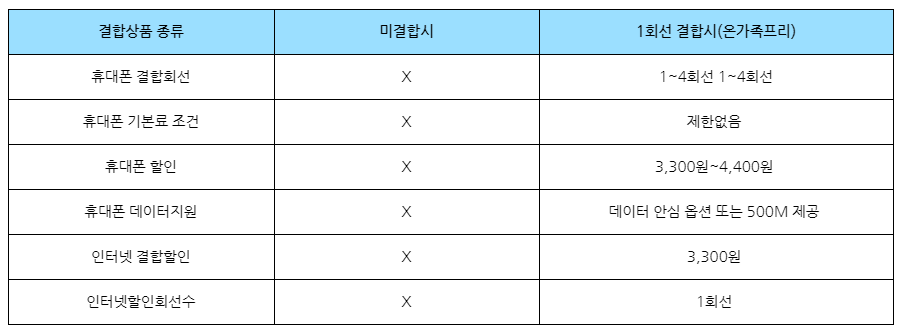 결합상품 종류 미결합시 1회선 결합시(온가족프리)
휴대폰 결합회선 X 1~4회선 1~4회선
휴대폰 기본료 조건 X 제한없음
휴대폰 할인 X 3,300원~4,400원
휴대폰 데이터지원 X 데이터 안심 옵션 또는 500M 제공
인터넷 결합할인 X 3,300원
인터넷할인회선수 X 1회선